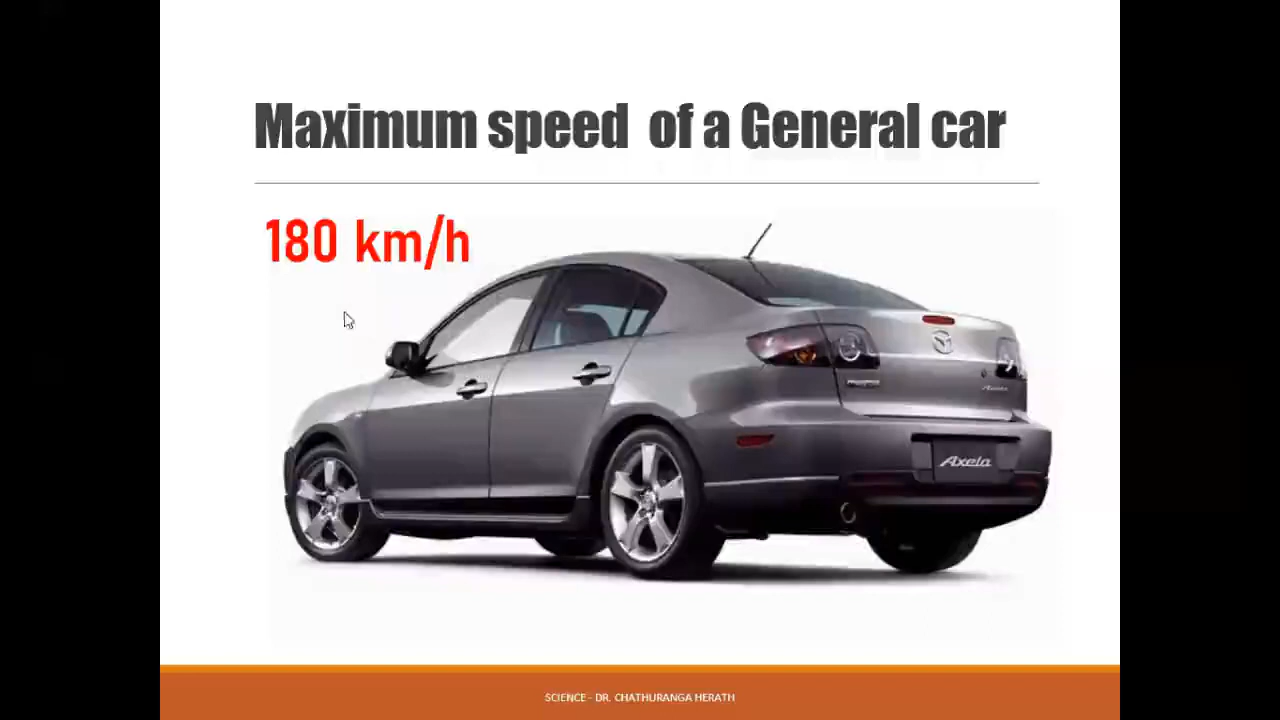 Maximum speed of a General car
180 km/h
Axela
SCIENCE - DR. CHATHURANGA HERATH